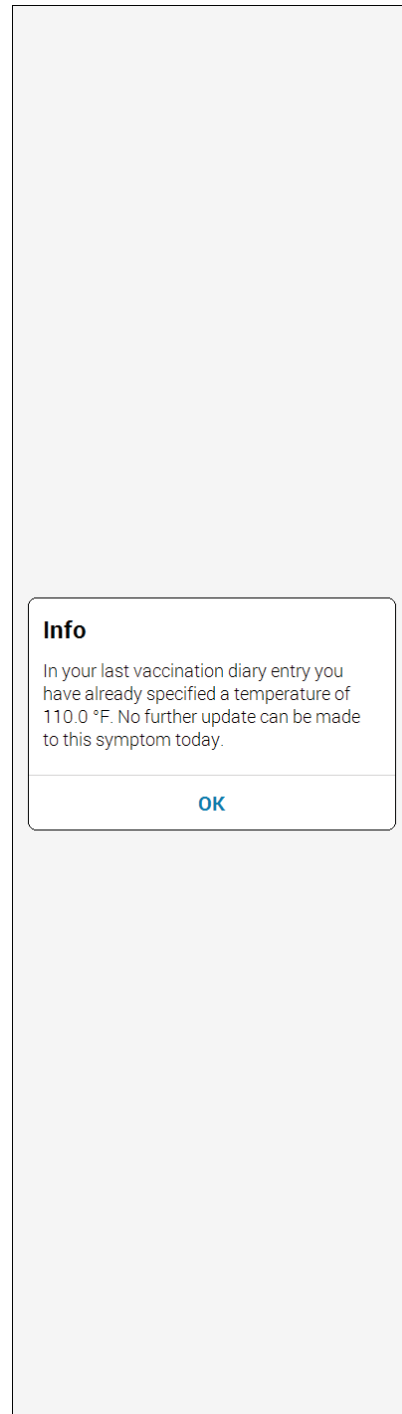 Info
In your last vaccination diary entry you
have already specified a temperature of
110.0 °F. No further update can be made
to this symptom today.
OK